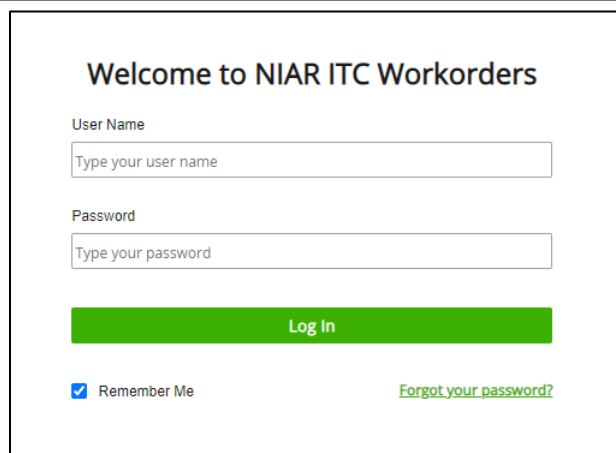 Welcome to NIAR ITC Workorders
User Name
Type your user name
Password
Type your password
Log In
Remember Me
Forgot your password?